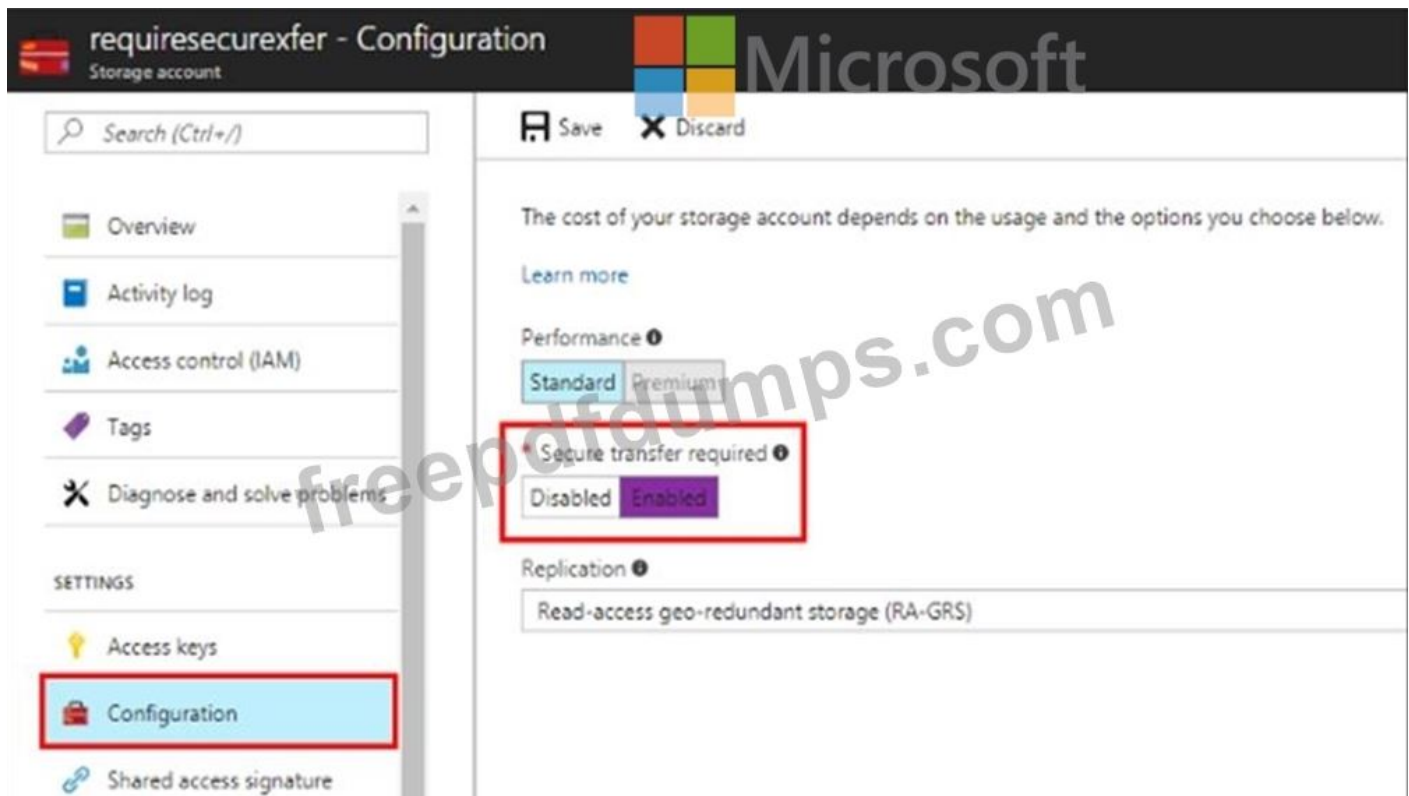 requiresecurexfer - Configuration
Storage account
Microsoft
Search (Ctrl+/)
Overview
Activity log
Access control (IAM)
Tags
Diagnose and solve problems
SETTINGS
Access keys
Configuration
Shared access signature
Save Discard
The cost of your storage account depends on the usage and the options you choose below.
Learn more
Performance
Standard Premium
* Secure transfer required
Disabled Enabled
Replication
Read-access geo-redundant storage (RA-GRS)
freepdfdumps.com